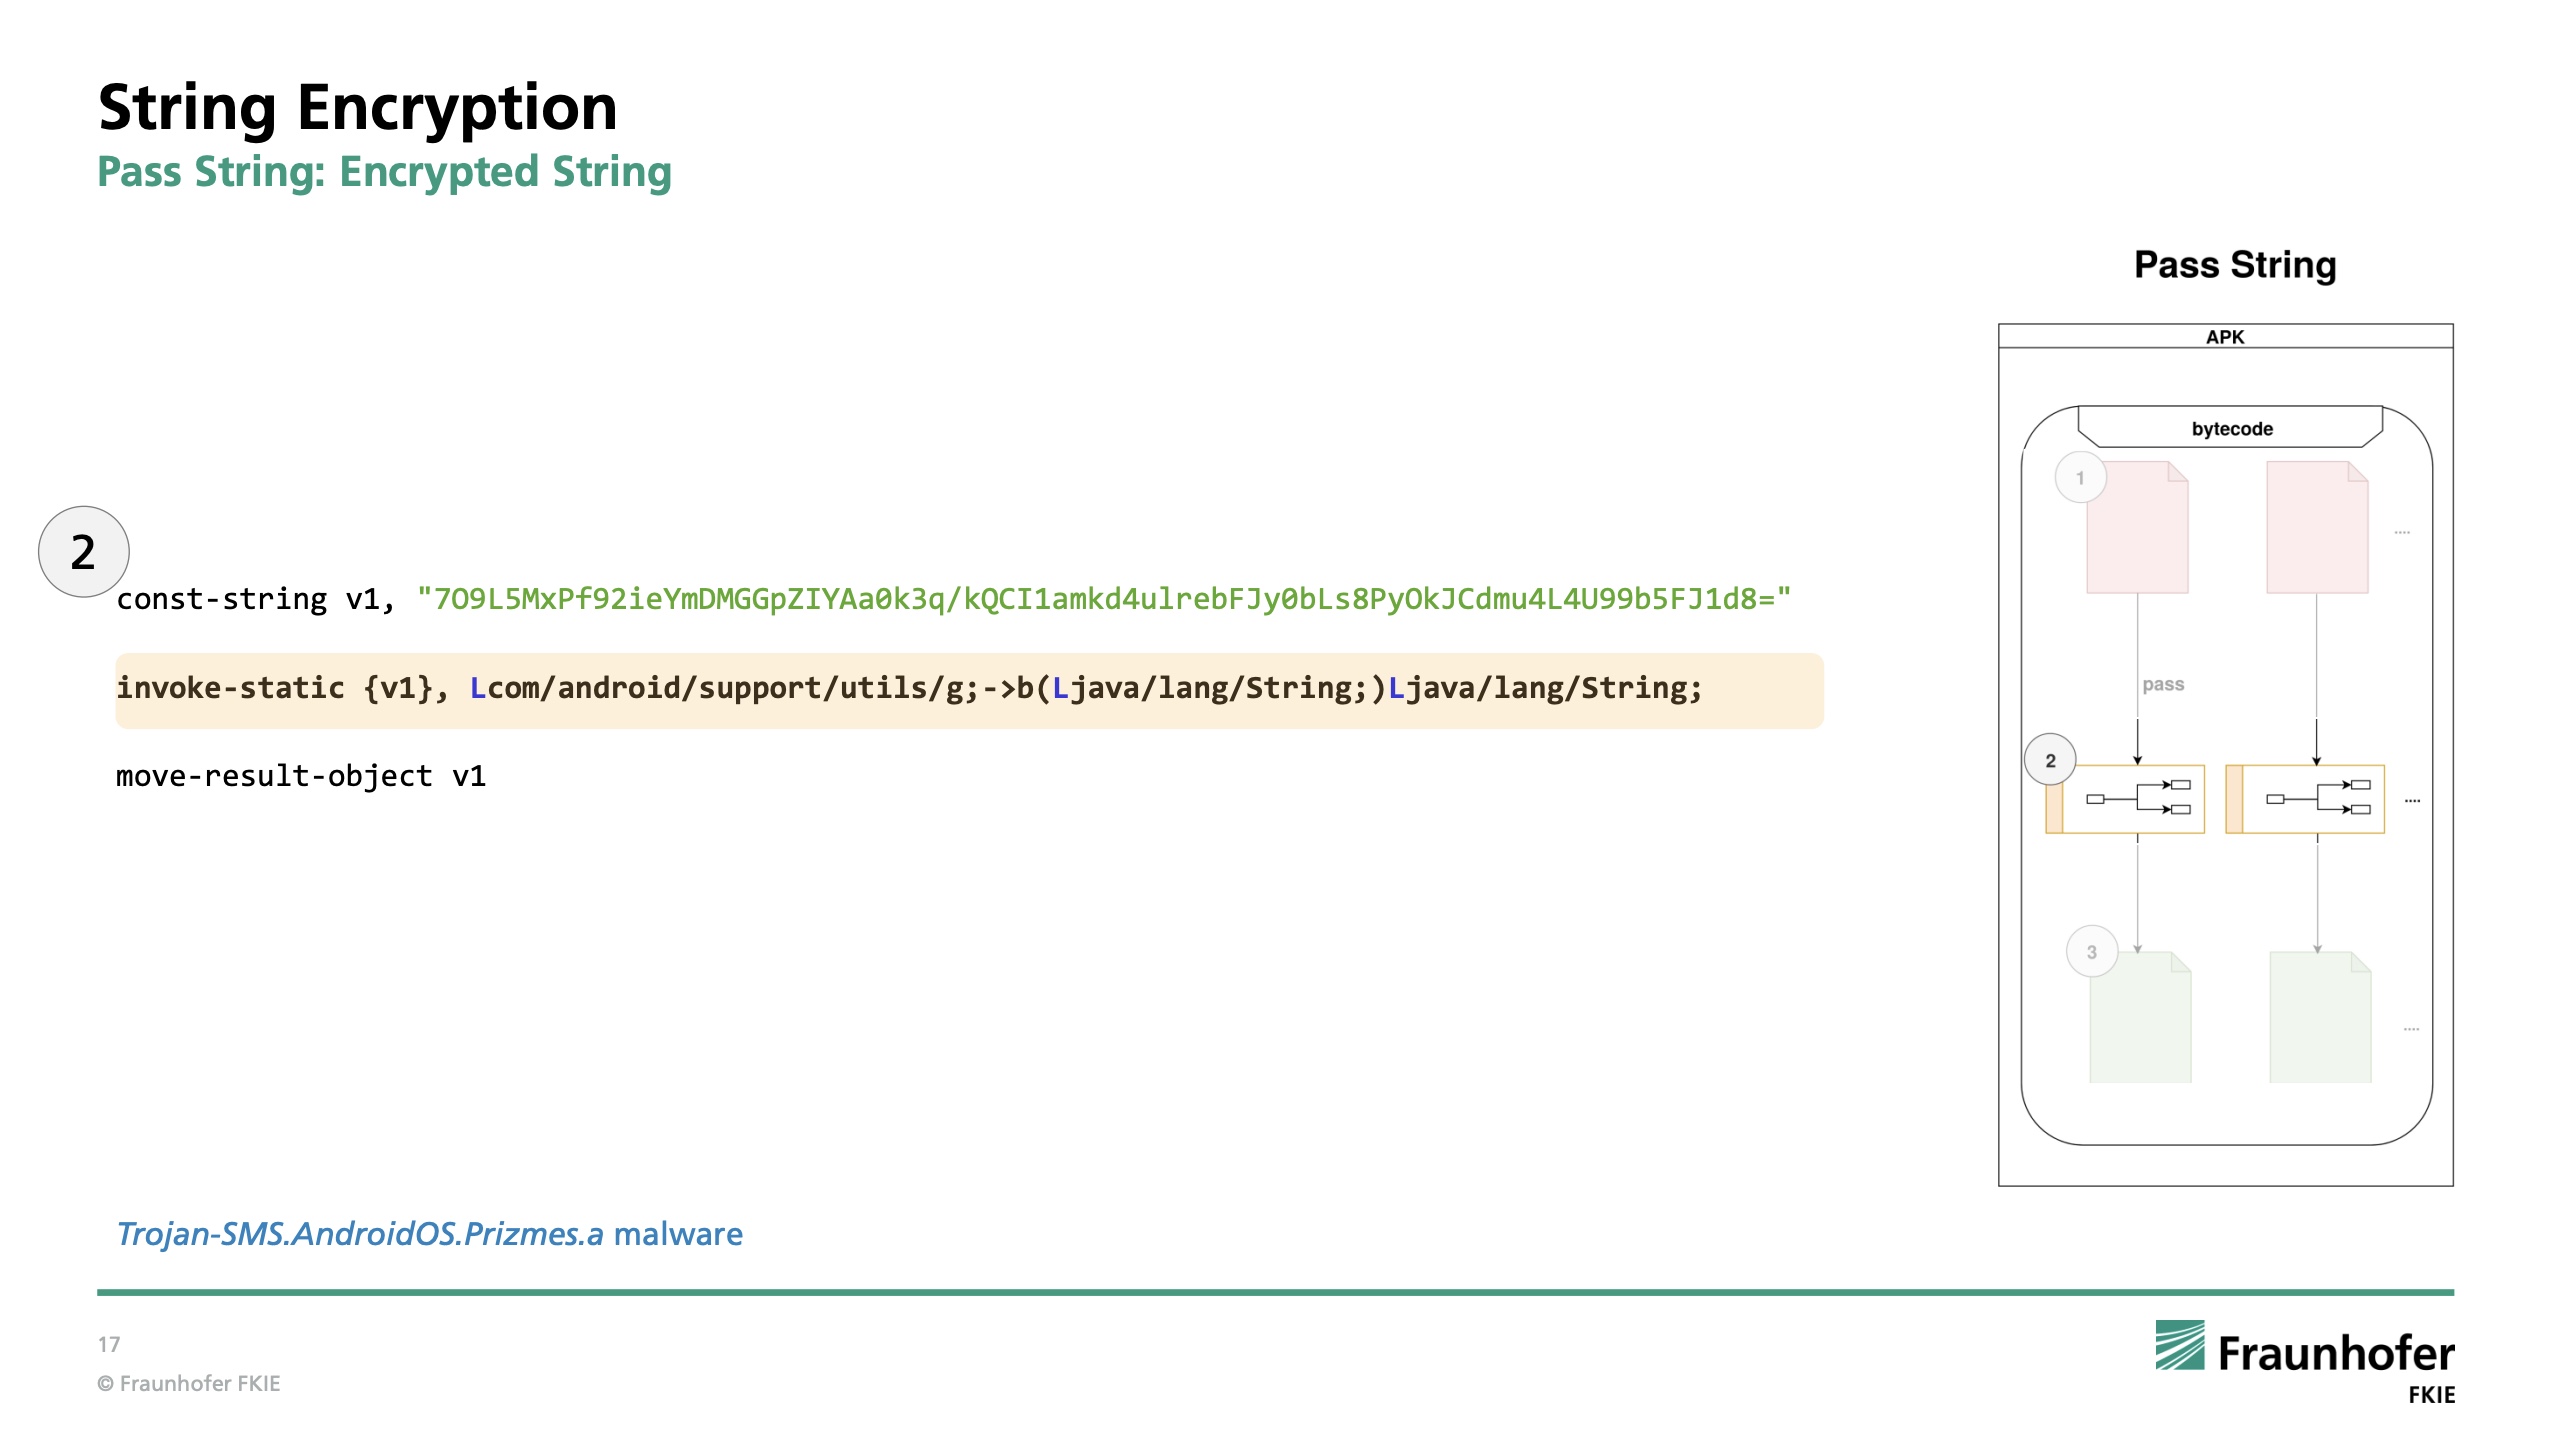 String Encryption
Pass String: Encrypted String
2
const-string v1, "7O9L5MxPf92ieYmDMGGpZIYAa0k3q/kQCI1amkd4ulrebFJy0bLs8PyOkJCdmu4L4U99b5FJ1d8="
invoke-static {v1}, Lcom/android/support/utils/g;->b(Ljava/lang/String;)Ljava/lang/String;
move-result-object v1
Pass String
APK
bytecode
1
....
pass
2
....
3
....
Trojan-SMS.AndroidOS.Prizmes.a malware
17
© Fraunhofer FKIE
Fraunhofer
FKIE